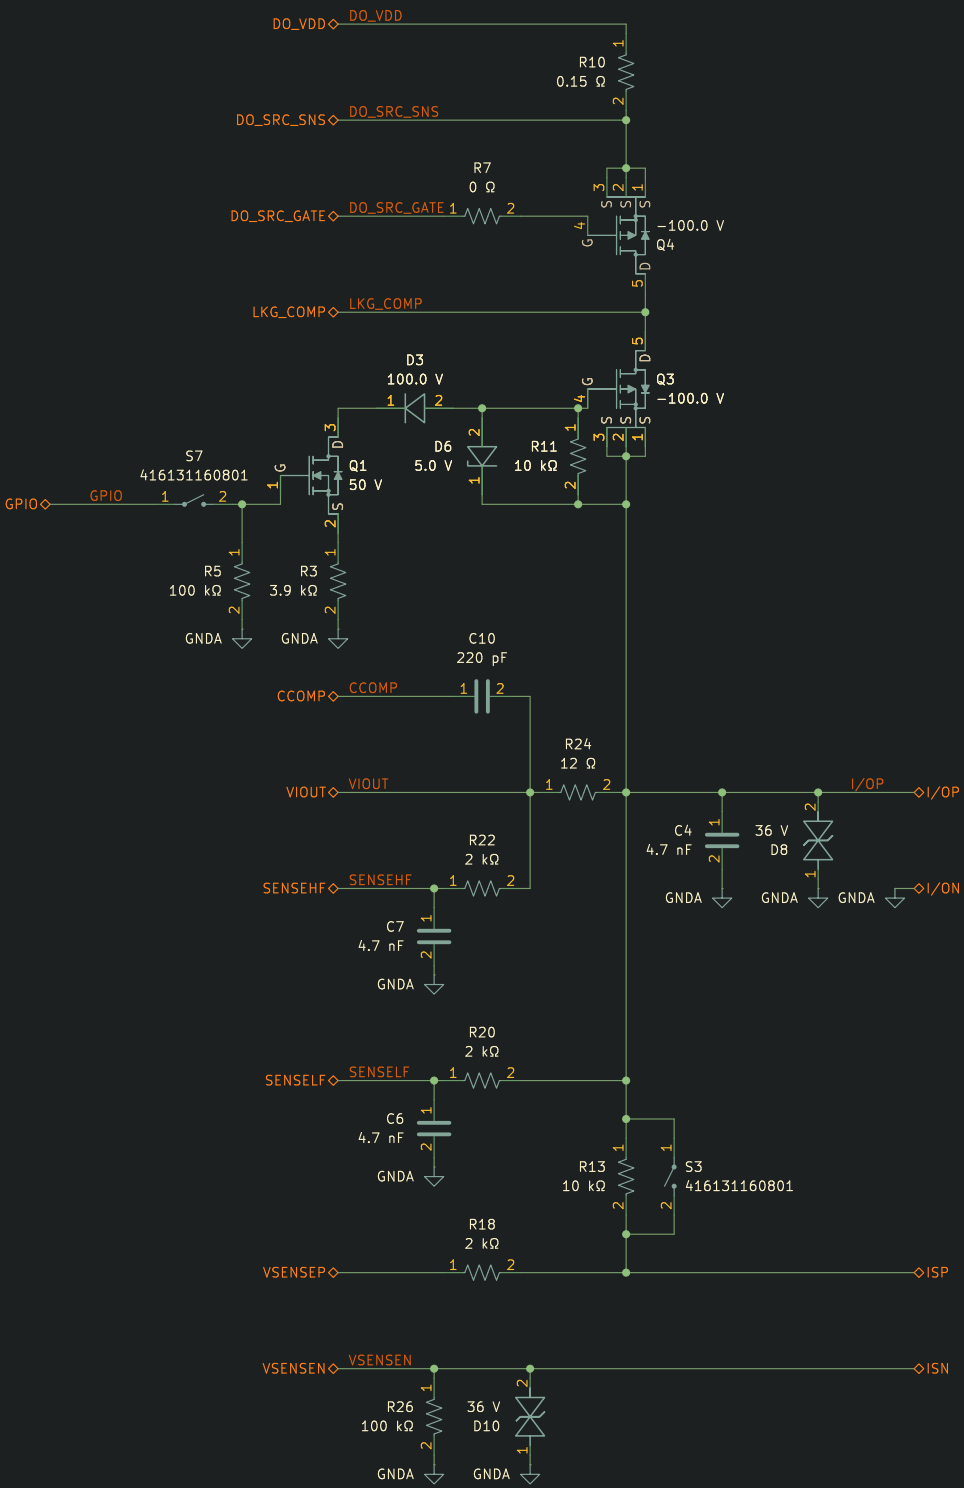 DO_VDD DO_VDD
1
R10
0.15 Ω
2
DO_SRC_SNS DO_SRC_SNS
R7
0 Ω
3 2 1
S S S
DO_SRC_GATE DO_SRC_GATE 1 2
4
G
-100.0 V
Q4
D
5
LKG_COMP LKG_COMP
5
D
D3
100.0 V
G
Q3
-100.0 V
1 2
4
S S S
3 2 1
3
D
2
D6
5.0 V
1
1
R11
10 kΩ
2
S7
416131160801
G
1
Q1
50 V
GPIO GPIO 1 2
S
2
1
R5
100 kΩ
2
GNDA
1
R3
3.9 kΩ
2
GNDA
C10
220 pF
CCOMP CCOMP 1 2
R24
12 Ω
VIOUT VIOUT 1 2
I/OP I/OP
1
C4
4.7 nF
2
GNDA
2
36 V
D8
1
GNDA
GNDA
I/ON
R22
2 kΩ
SENSEHF SENSEHF 1 2
1
C7
4.7 nF
2
GNDA
R20
2 kΩ
SENSELF SENSELF 1 2
1
C6
4.7 nF
2
GNDA
1
R13
10 kΩ
2
1
S3
416131160801
2
R18
2 kΩ
VSENSEP 1 2 ISP
VSENSEN VSENSEN ISN
1
R26
100 kΩ
2
GNDA
2
36 V
D10
1
GNDA